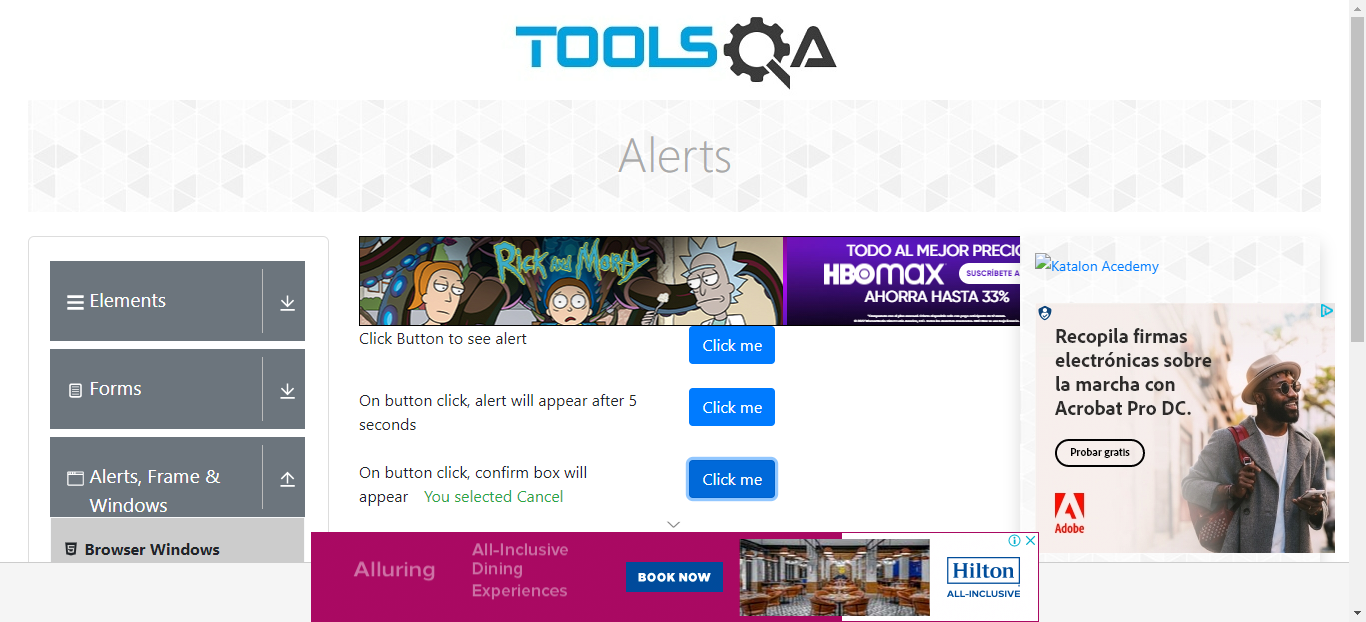 TOOLSQA
Alerts
Elements
Forms
Alerts, Frame &
Windows
Browser Windows
Rick and Morty
TODO AL MEJOR PRECIO
HBOMAX
SUSCRÍBETE A
AHORRA HASTA 33%
Click Button to see alert
Click me
On button click, alert will appear after 5
seconds
Click me
On button click, confirm box will
appear You selected Cancel
Click me
Katalon Acedemy
Recopila firmas
electrónicas sobre
la marcha con
Acrobat Pro DC.
Probar gratis
Adobe
Alluring
All-Inclusive
Dining
Experiences
BOOK NOW
Hilton
ALL-INCLUSIVE